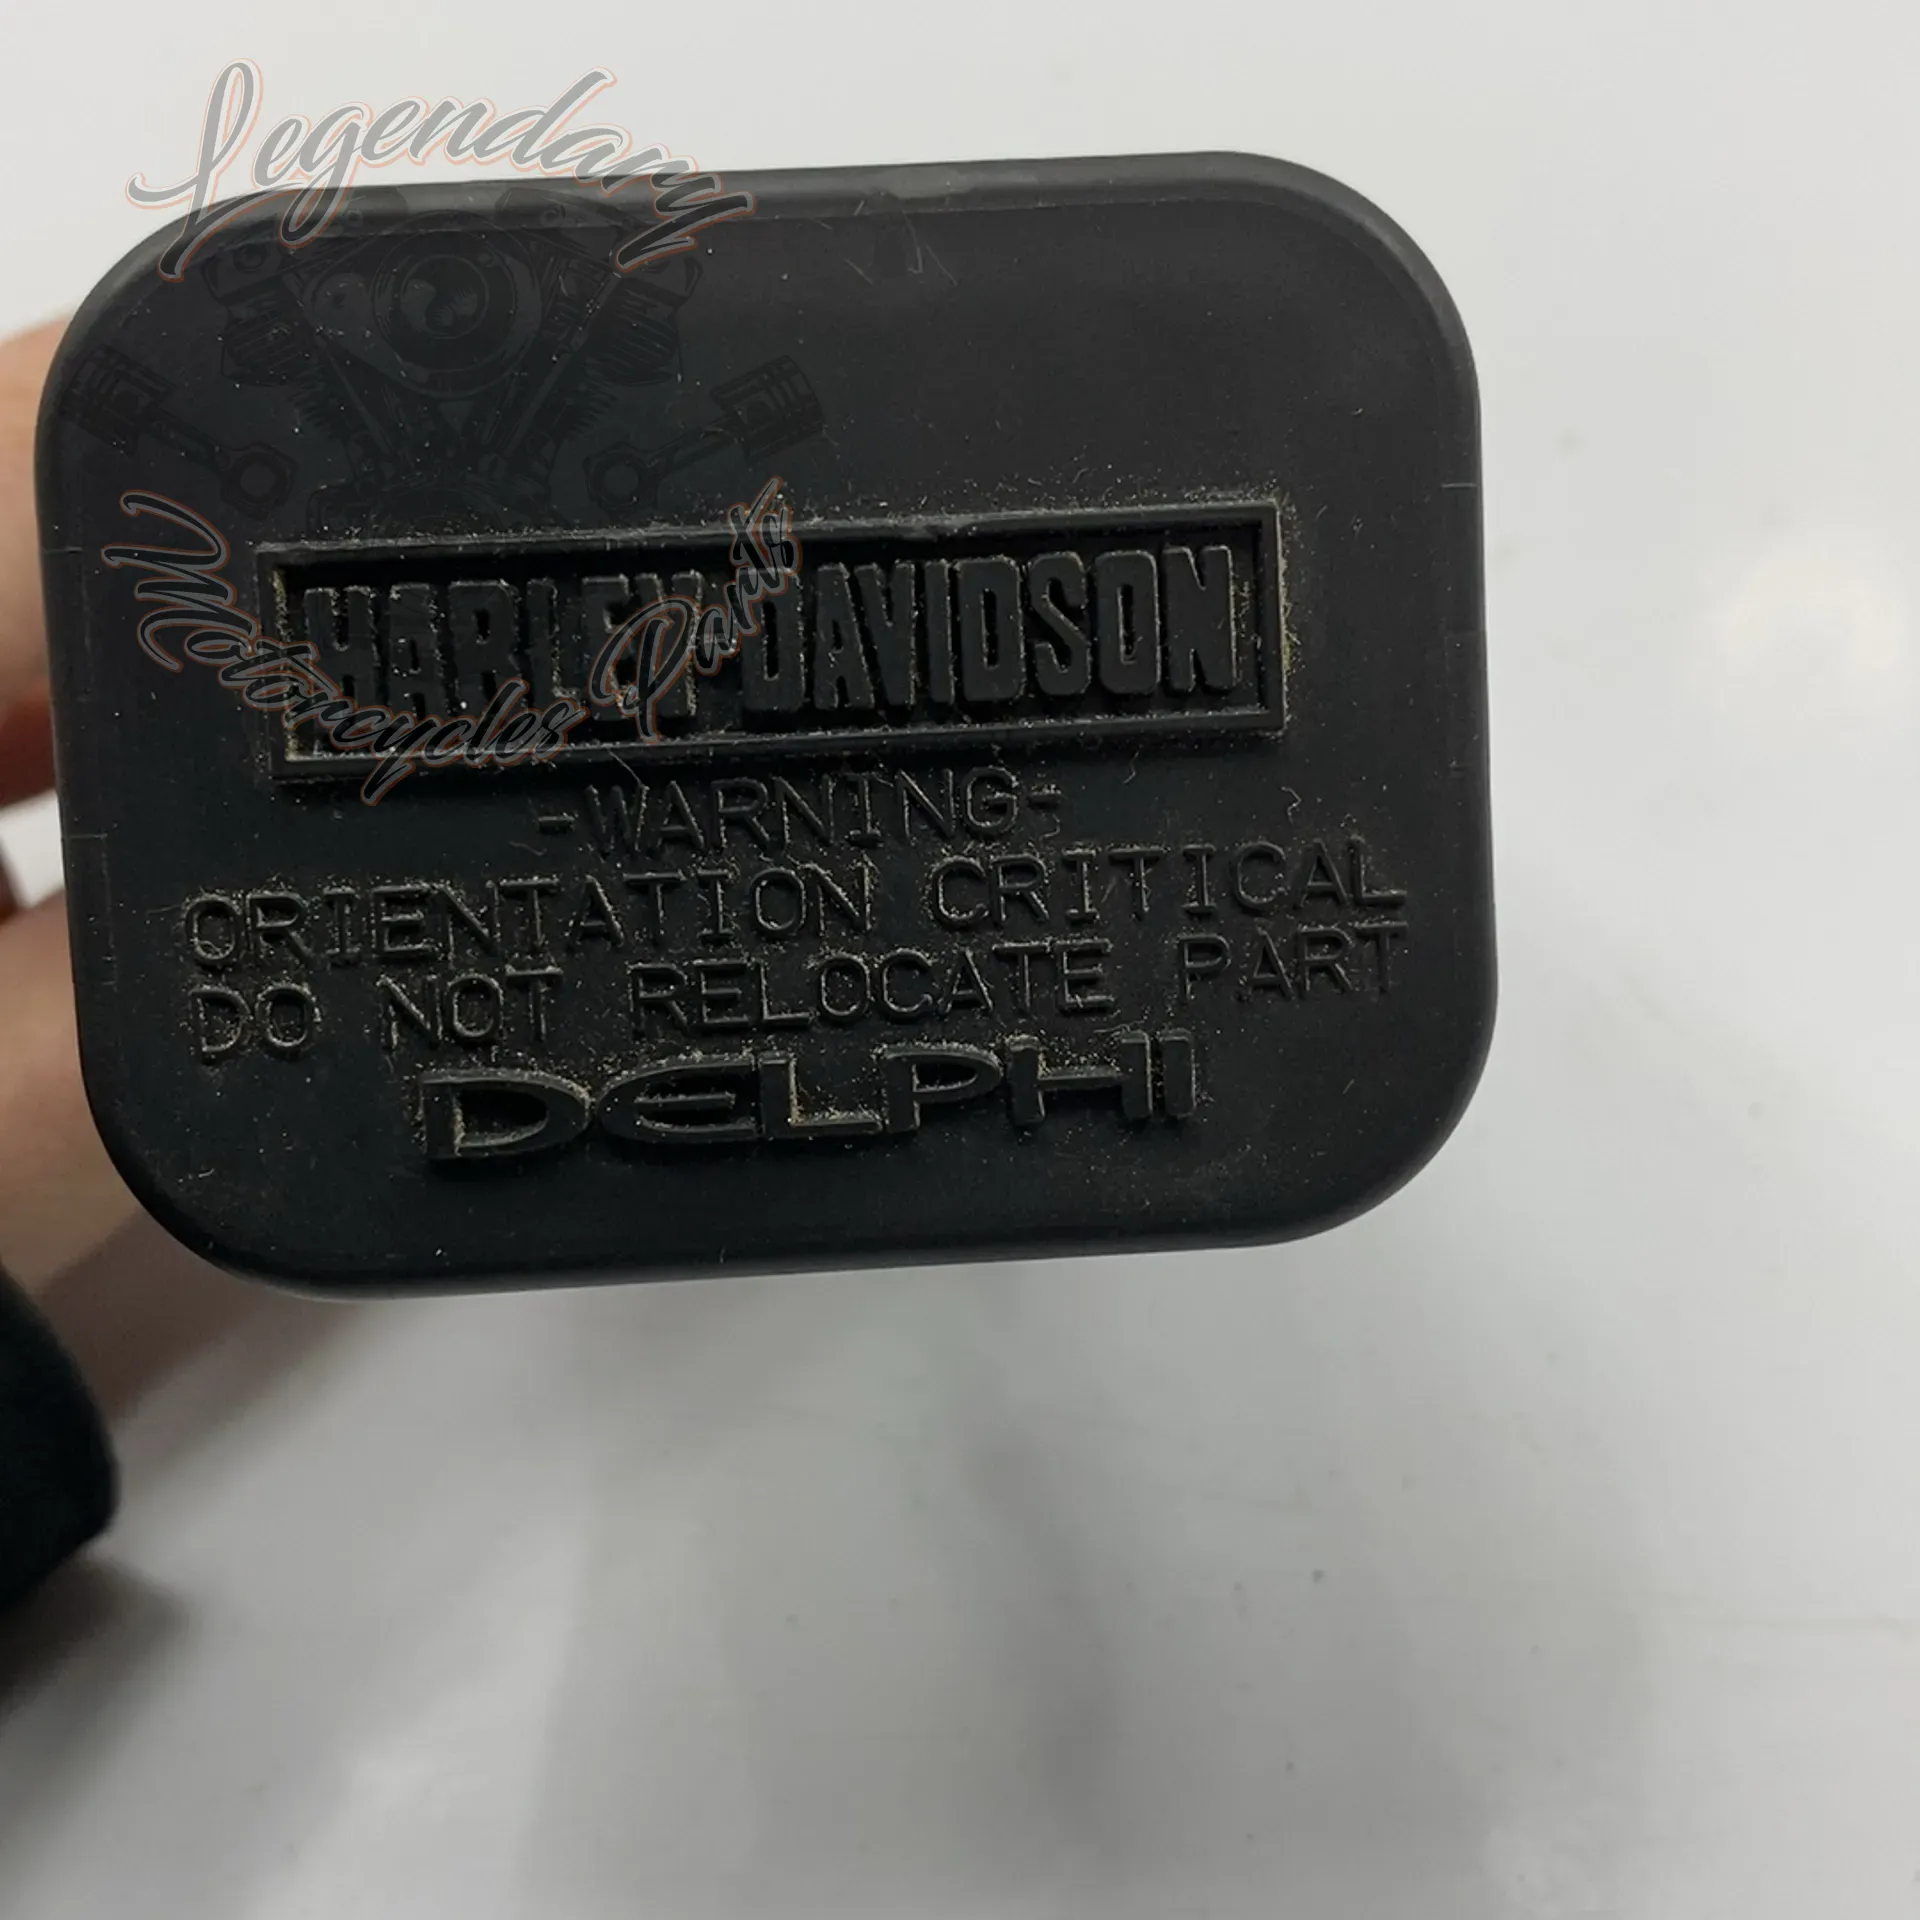 Legendary
Motorcycles Parts
HARLEY-DAVIDSON
-WARNING-
ORIENTATION CRITICAL
DO NOT RELOCATE PART
DELPHI